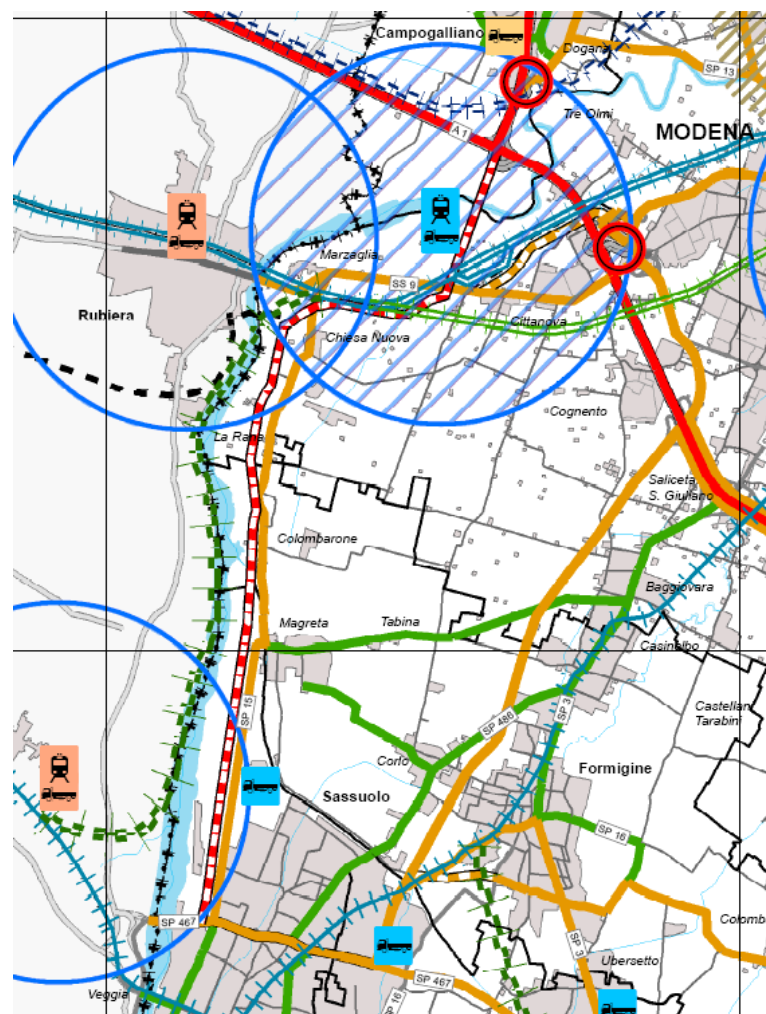 Campogalliano
Dogana
SP 13
Tre Olmi
A 1
MODENA
Marzaglia
SS 9
Rubiera
Cittanova
Chiesa Nuova
Cognento
La Rana
Saliceta
S. Giuliano
Colombarone
Baggiovara
Magreta
Tabina
Casinalbo
SP 15
SP 486
SP 3
Castellan
Tarabini
Corlo
Formigine
Sassuolo
SP 16
SP 467
Colomb
SP 3
Ubersetto
SP 467
Veggia
SP 16